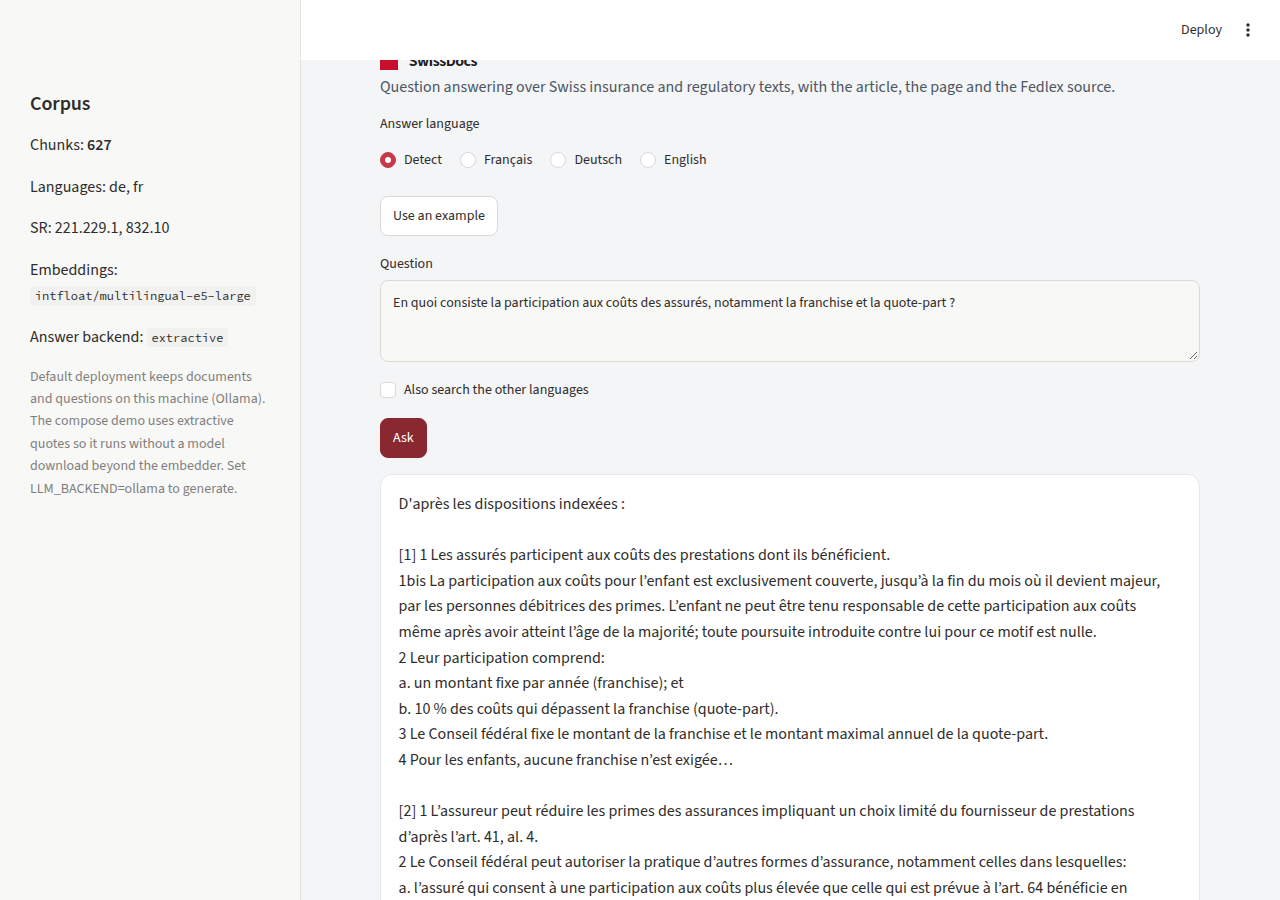 Deploy
Corpus
Chunks: 627
Languages: de, fr
SR: 221.229.1, 832.10
Embeddings:
intfloat/multilingual-e5-large
Answer backend: extractive
Default deployment keeps documents
and questions on this machine (Ollama).
The compose demo uses extractive
quotes so it runs without a model
download beyond the embedder. Set
LLM_BACKEND=ollama to generate.
SwissDocs
Question answering over Swiss insurance and regulatory texts, with the article, the page and the Fedlex source.
Answer language
Detect Français Deutsch English
Use an example
Question
En quoi consiste la participation aux coûts des assurés, notamment la franchise et la quote-part ?
Also search the other languages
Ask
D'après les dispositions indexées :
[1] 1 Les assurés participent aux coûts des prestations dont ils bénéficient.
1bis La participation aux coûts pour l’enfant est exclusivement couverte, jusqu’à la fin du mois où il devient majeur,
par les personnes débitrices des primes. L’enfant ne peut être tenu responsable de cette participation aux coûts
même après avoir atteint l’âge de la majorité; toute poursuite introduite contre lui pour ce motif est nulle.
2 Leur participation comprend:
a. un montant fixe par année (franchise); et
b. 10 % des coûts qui dépassent la franchise (quote-part).
3 Le Conseil fédéral fixe le montant de la franchise et le montant maximal annuel de la quote-part.
4 Pour les enfants, aucune franchise n’est exigée…
[2] 1 L’assureur peut réduire les primes des assurances impliquant un choix limité du fournisseur de prestations
d’après l’art. 41, al. 4.
2 Le Conseil fédéral peut autoriser la pratique d’autres formes d’assurance, notamment celles dans lesquelles:
a. l’assuré qui consent à une participation aux coûts plus élevée que celle qui est prévue à l’art. 64 bénéficie en